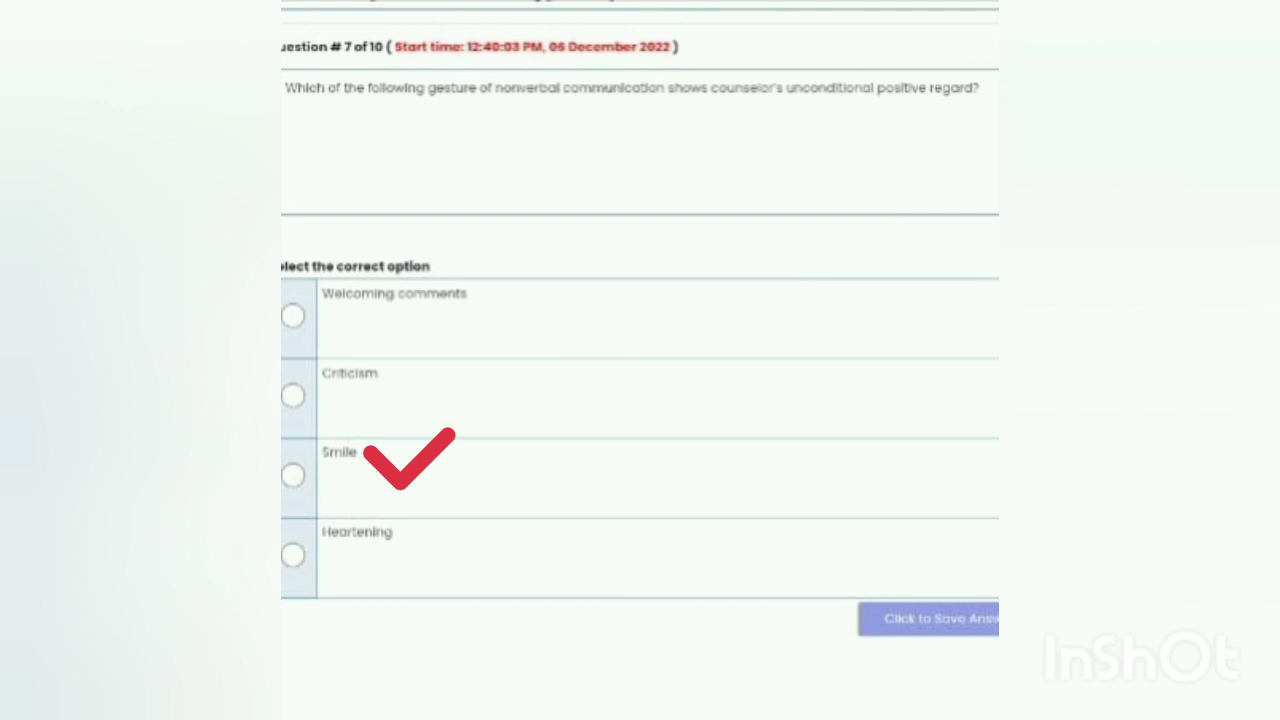 uestion # 7 of 10 ( Start time: 12:40:03 PM, 06 December 2022 )
Which of the following gesture of nonverbal communication shows counselor's unconditional positive regard?
elect the correct option
Welcoming comments
Criticism
Smile
Heartening
Click to Save Answ
InShOt